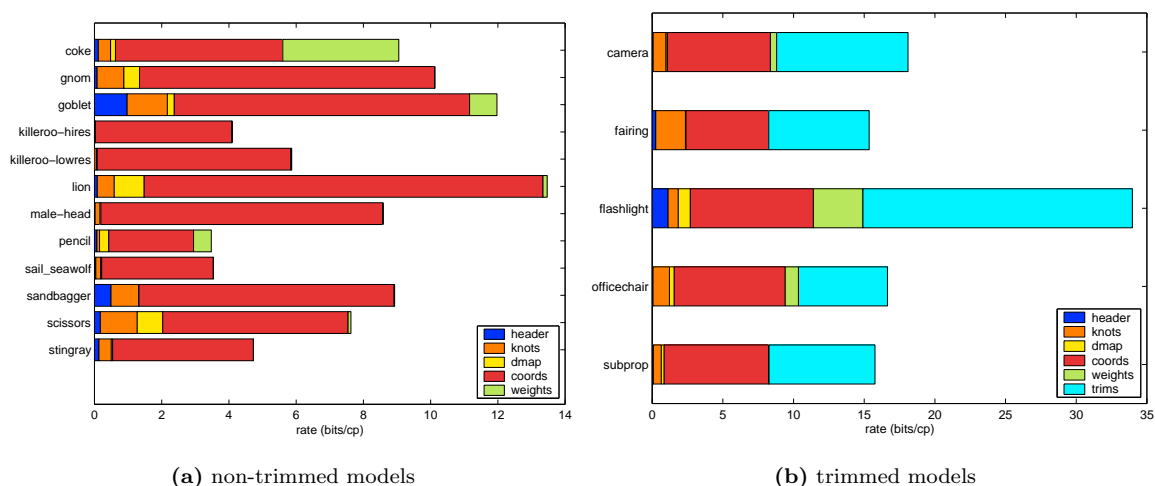 coke
gnom
goblet
killeroo−hires
killeroo−lowres
lion
male−head
pencil
sail_seawolf
sandbagger
scissors
stingray
header
knots
dmap
coords
weights
0 2 4 6 8 10 12 14
rate (bits/cp)
(a) non-trimmed models
camera
fairing
flashlight
officechair
subprop
header
knots
dmap
coords
weights
trims
0 5 10 15 20 25 30 35
rate (bits/cp)
(b) trimmed models